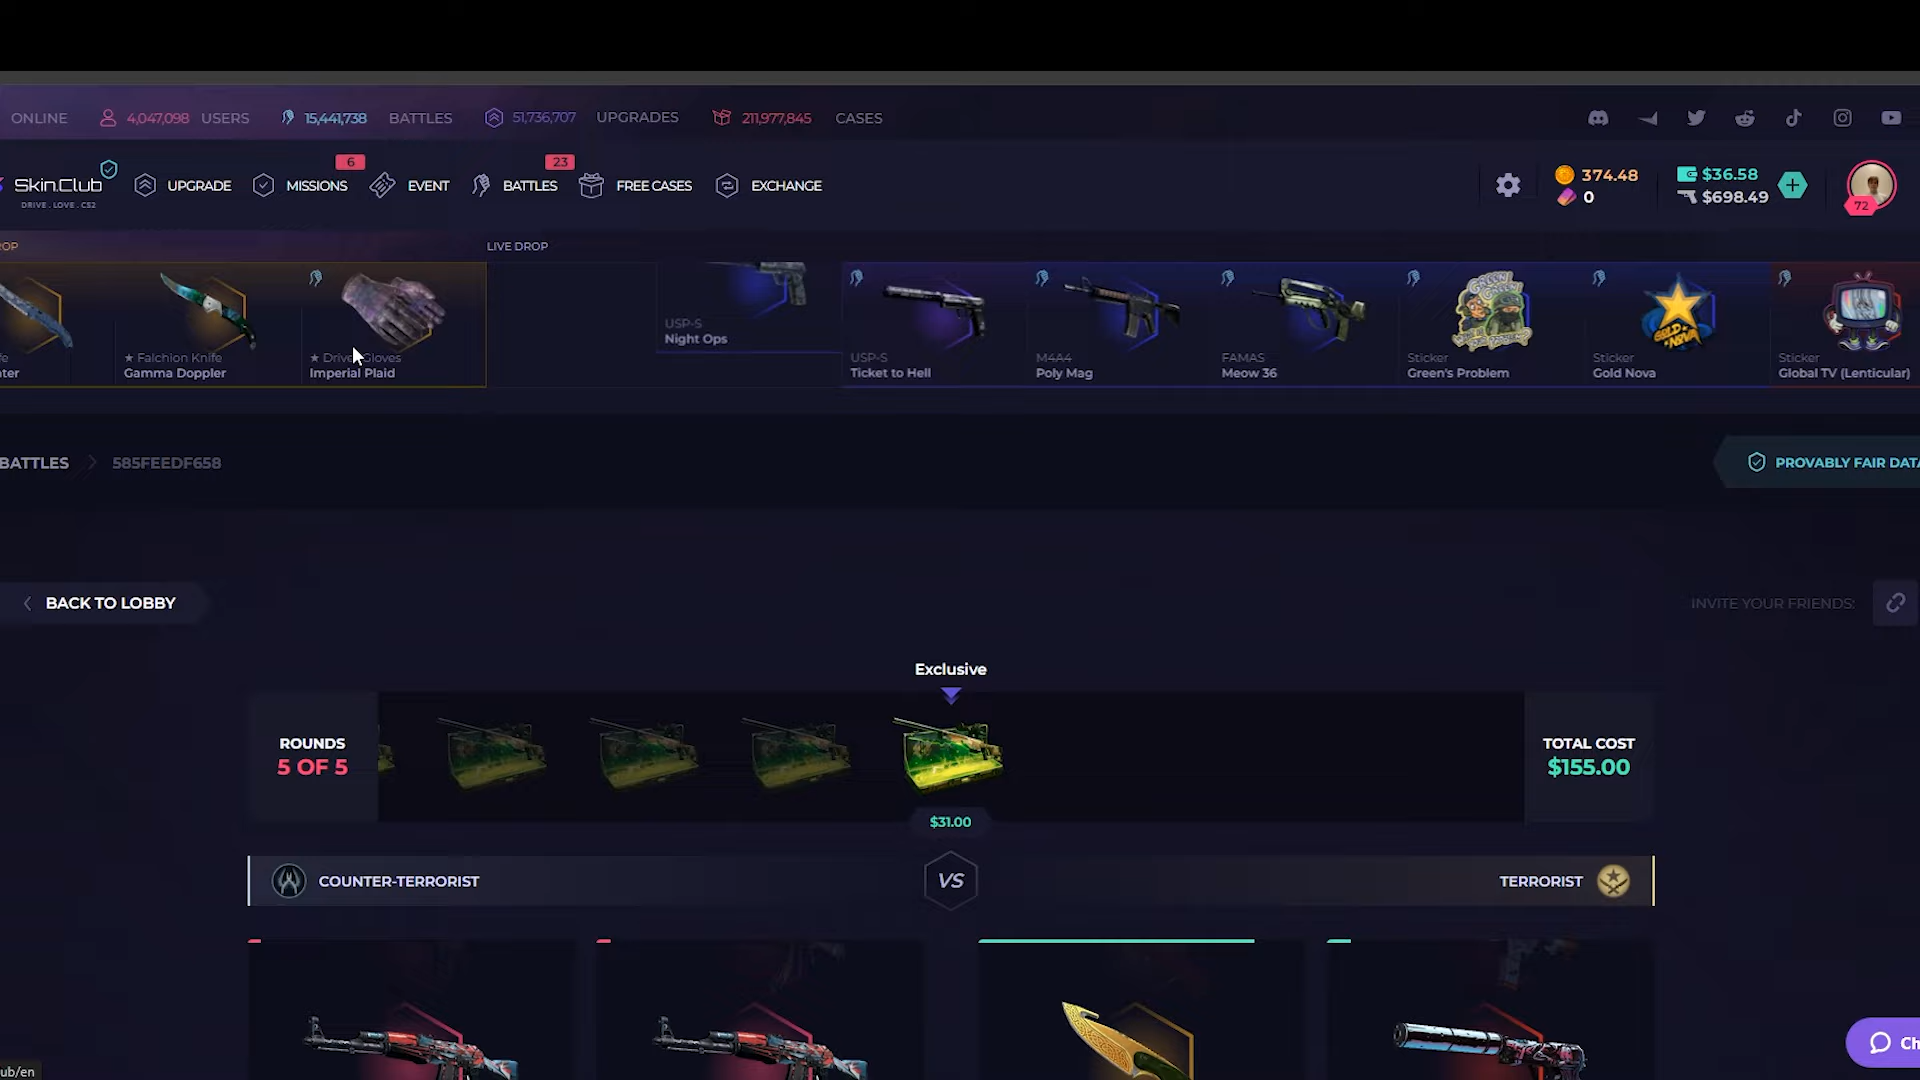 ONLINE 4,047,098 USERS 15,441,738 BATTLES 51,736,707 UPGRADES 211,977,845 CASES
Skin.Club
DRIVE . LOVE . CS2
UPGRADE
6
MISSIONS
EVENT
23
BATTLES
FREE CASES
EXCHANGE
374.48
0
$36.58
$698.49
72
LIVE DROP
★ Falchion Knife
Gamma Doppler
Imperial Plaid
USP-S
Night Ops
USP-S
Ticket to Hell
M4A4
Poly Mag
FAMAS
Meow 36
Sticker
Green's Problem
Sticker
Gold Nova
Sticker
Global TV (Lenticular)
BATTLES 585FEEDF658
PROVABLY FAIR DATA
BACK TO LOBBY
INVITE YOUR FRIENDS:
Exclusive
ROUNDS
5 OF 5
TOTAL COST
$155.00
$31.00
COUNTER-TERRORIST
VS
TERRORIST
Ch
ub/en